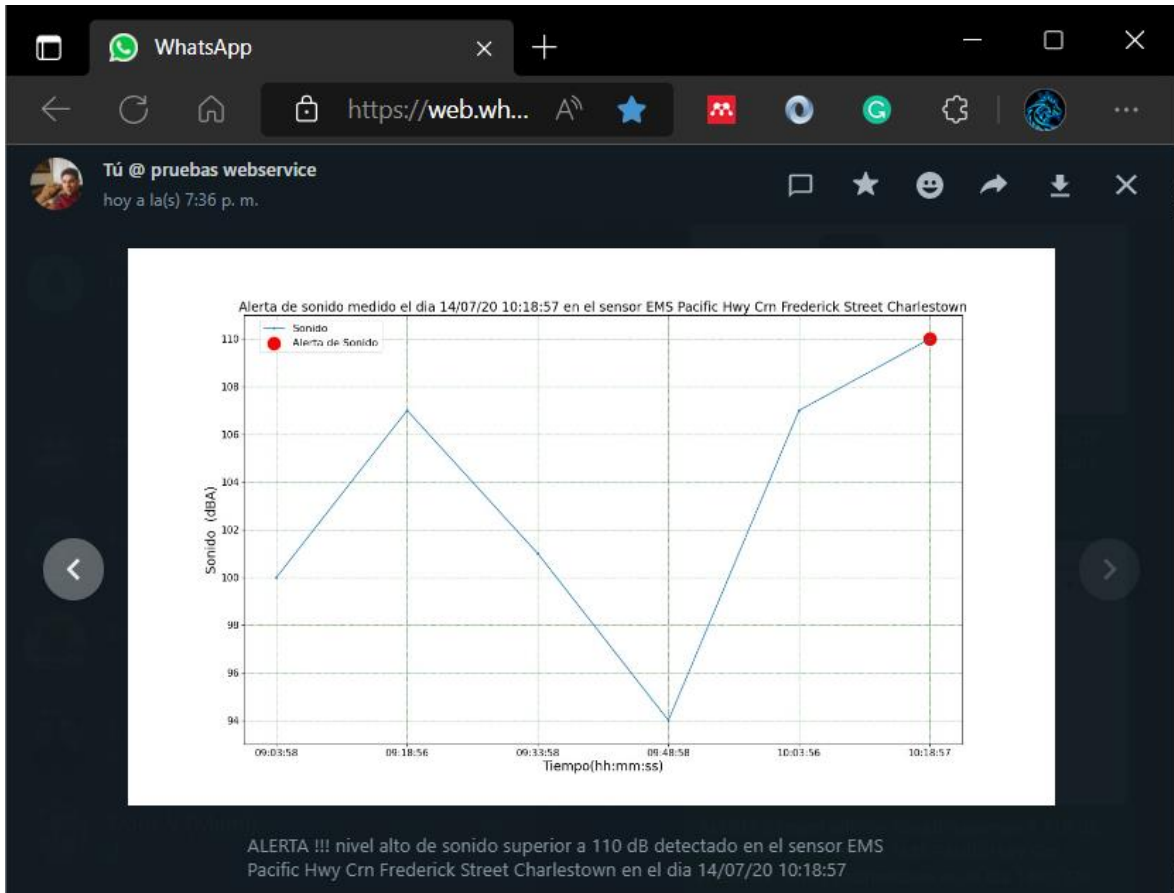 WhatsApp
https://web.wh...
Tú @ pruebas webservice
hoy a la(s) 7:36 p. m.
Alerta de sonido medido el dia 14/07/20 10:18:57 en el sensor EMS Pacific Hwy Crn Frederick Street Charlestown
Sonido
Alerta de Sonido
110
108
106
104
102
100
98
96
94
Sonido (dBA)
09:03:58 09:18:56 09:33:58 09:48:58 10:03:56 10:18:57
Tiempo(hh:mm:ss)
ALERTA !!! nivel alto de sonido superior a 110 dB detectado en el sensor EMS
Pacific Hwy Crn Frederick Street Charlestown en el dia 14/07/20 10:18:57